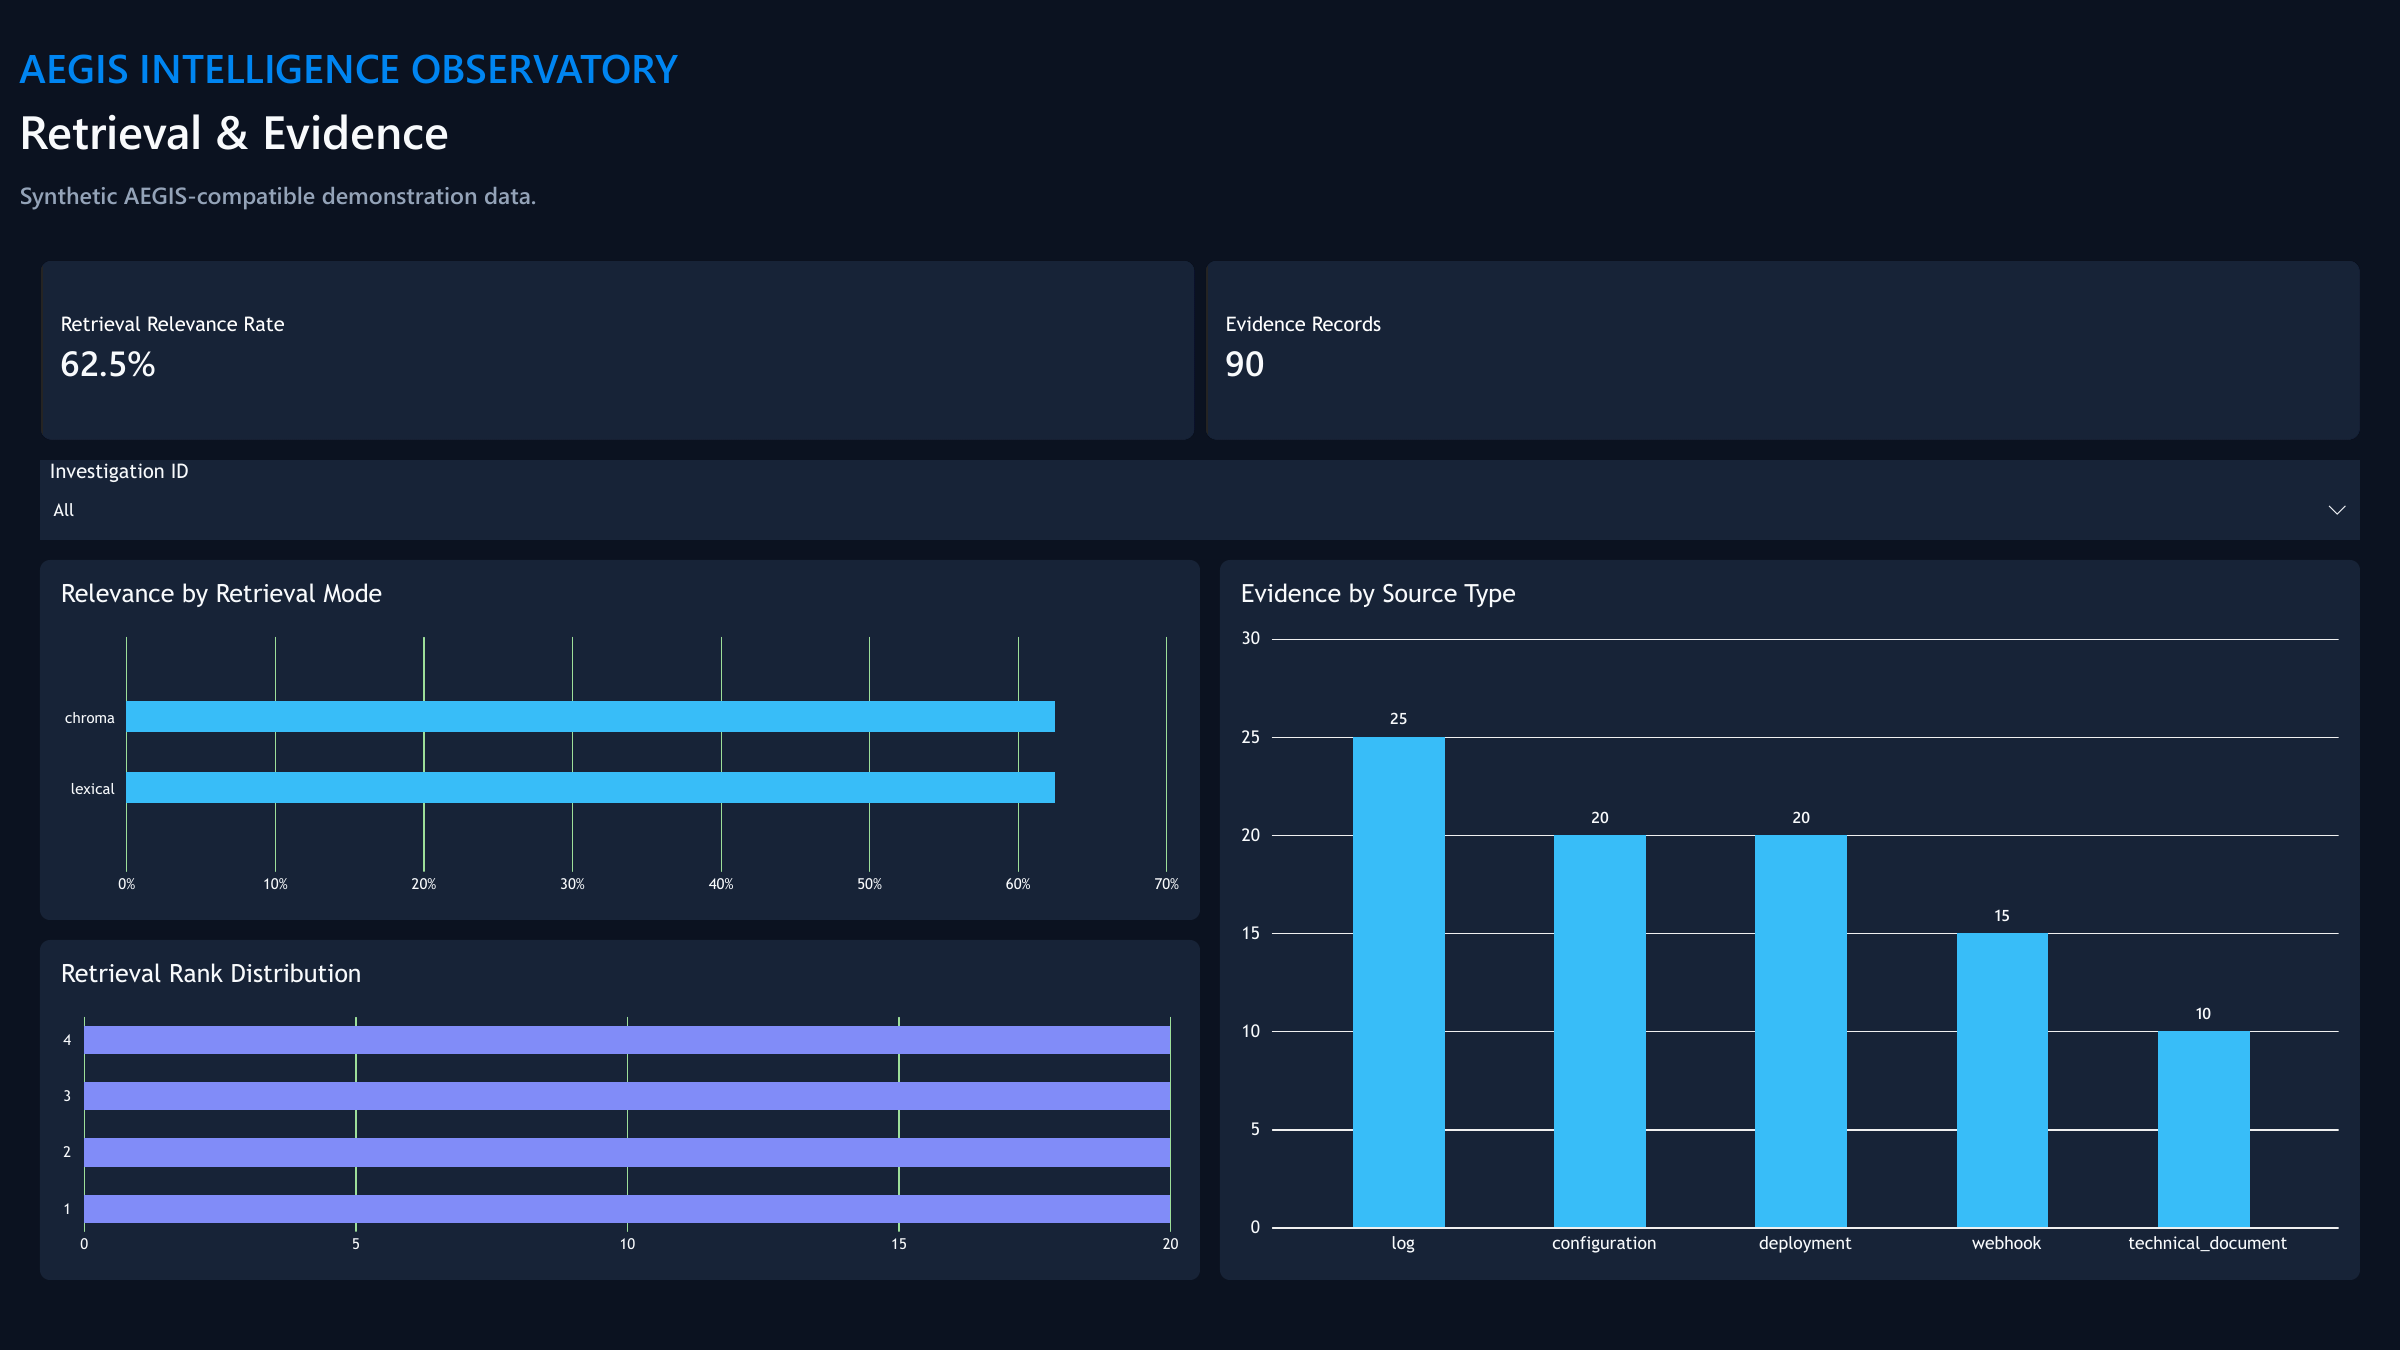 AEGIS INTELLIGENCE OBSERVATORY
Retrieval & Evidence
Synthetic AEGIS-compatible demonstration data.
Retrieval Relevance Rate
62.5%
Evidence Records
90
Investigation ID
All
Relevance by Retrieval Mode
chroma
lexical
0% 10% 20% 30% 40% 50% 60% 70%
Retrieval Rank Distribution
4
3
2
1
0 5 10 15 20
Evidence by Source Type
30
25
20
15
10
5
0
25
20
20
15
10
log configuration deployment webhook technical_document